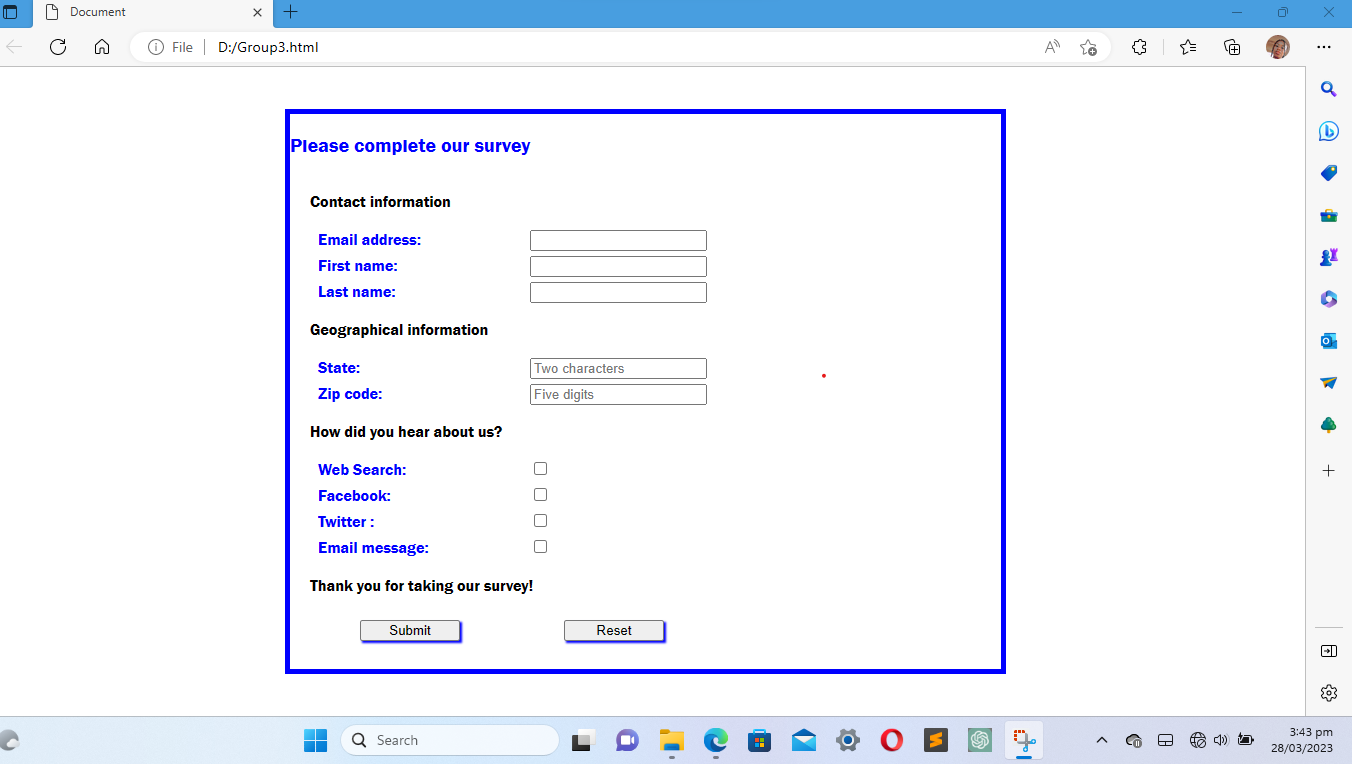 Document
File
D:/Group3.html
Please complete our survey
Contact information
Email address:
First name:
Last name:
Geographical information
State: Two characters
Zip code: Five digits
How did you hear about us?
Web Search:
Facebook:
Twitter :
Email message:
Thank you for taking our survey!
Submit Reset
Search
3:43 pm
28/03/2023